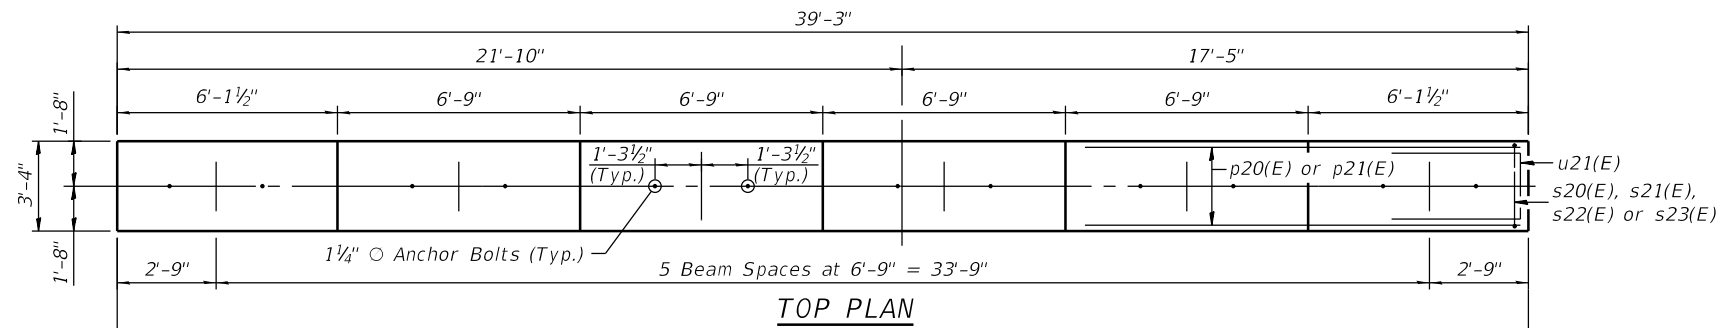 39'-3"
21'-10"
17'-5"
6'-1½"
6'-9"
6'-9"
6'-9"
6'-9"
6'-1½"
1'-8"
3'-4"
1'-8"
1'-3½"
(Typ.)
1'-3½"
(Typ.)
p20(E) or p21(E)
u21(E)
s20(E), s21(E),
s22(E) or s23(E)
1¼" ○ Anchor Bolts (Typ.)
2'-9"
5 Beam Spaces at 6'-9" = 33'-9"
2'-9"
TOP PLAN